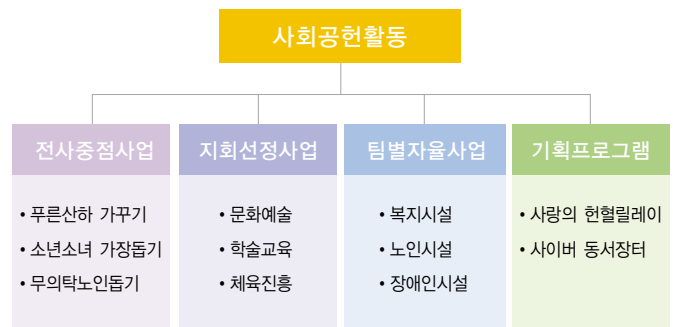 사회공헌활동
전사중점사업
• 푸른산하 가꾸기
• 소년소녀 가장돕기
• 무의탁노인돕기
지회선정사업
• 문화예술
• 학술교육
• 체육진흥
팀별자율사업
• 복지시설
• 노인시설
• 장애인시설
기획프로그램
• 사랑의 헌혈릴레이
• 사이버 동서장터